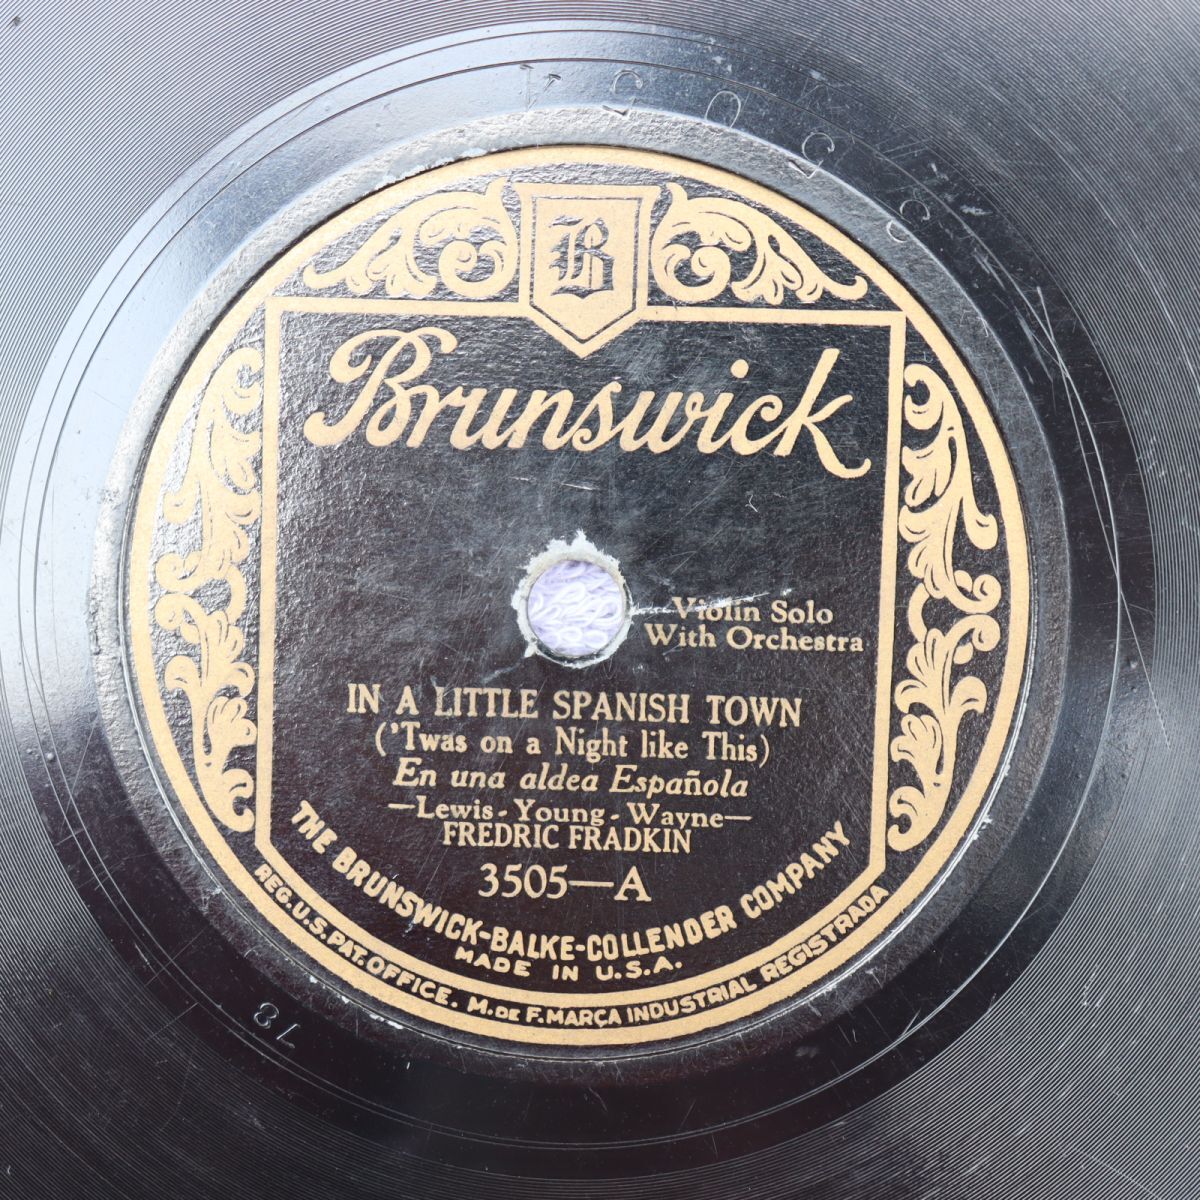 B
Brunswick
Violin Solo
With Orchestra
IN A LITTLE SPANISH TOWN
('Twas on a Night like This)
En una aldea Española
—Lewis - Young - Wayne—
FREDRIC FRADKIN
3505—A
THE BRUNSWICK-BALKE-COLLENDER COMPANY
MADE IN U.S.A.
REG.U.S.PAT.OFFICE. M.DE F.MARÇA INDUSTRIAL REGISTRADA
78